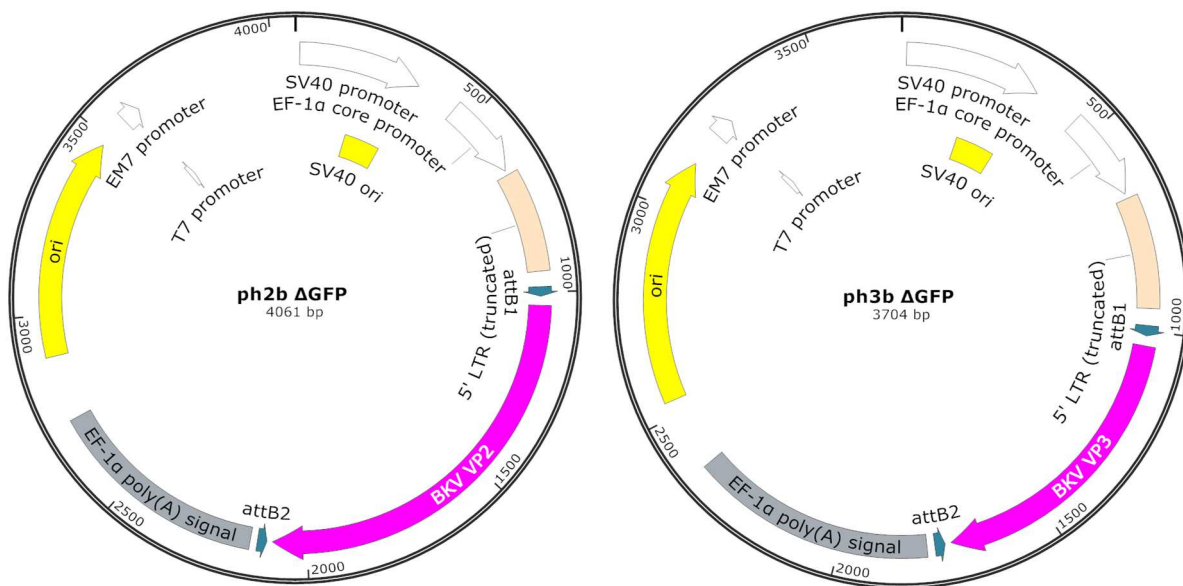 4000
SV40 promoter
EF-1α core promoter
500
SV40 ori
3500
EM7 promoter
T7 promoter
ori
3000
5' LTR (truncated)
attB1
1000
ph2b ΔGFP
4061 bp
BKV VP2
1500
attB2
EF-1α poly(A) signal
2500
2000
3500
SV40 promoter
EF-1α core promoter
500
SV40 ori
EM7 promoter
T7 promoter
3000
ori
5' LTR (truncated)
attB1
1000
ph3b ΔGFP
3704 bp
BKV VP3
1500
attB2
EF-1α poly(A) signal
2500
2000